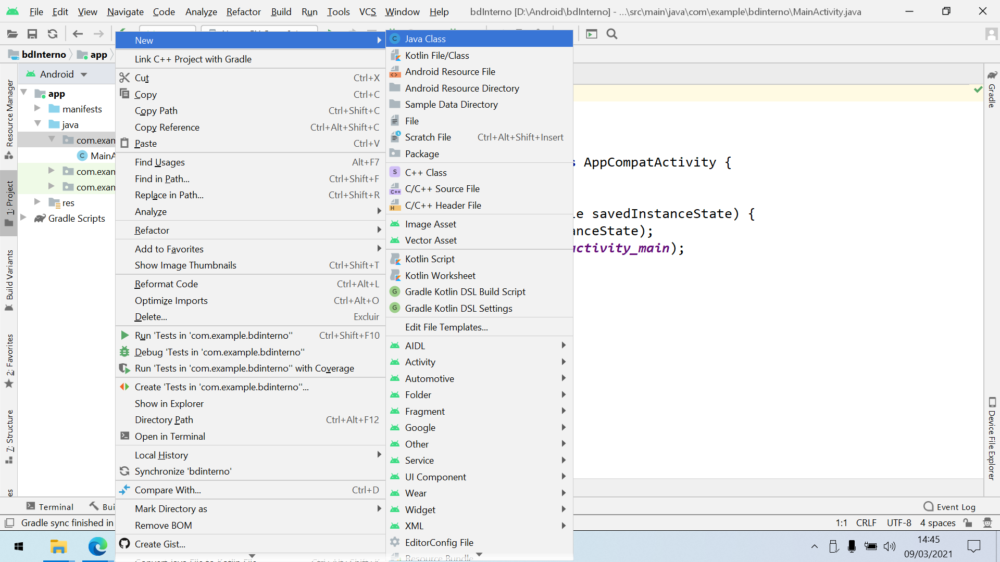 File Edit View Navigate Code Analyze Refactor Build Run Tools VCS Window Help bdInterno [D:\Android\bdInterno] - ...\src\main\java\com\example\bdinterno\MainActivity.java
bdInterno app
Android
app
manifests
java
com.exam
MainA
com.exam
com.exam
res
Gradle Scripts
Resource Manager
1: Project
Build Variants
2: Favorites
7: Structure
es
New
Link C++ Project with Gradle
Cut Ctrl+X
Copy Ctrl+C
Copy Path Ctrl+Shift+C
Copy Reference Ctrl+Alt+Shift+C
Paste Ctrl+V
Find Usages Alt+F7
Find in Path... Ctrl+Shift+F
Replace in Path... Ctrl+Shift+R
Analyze
Refactor
Add to Favorites
Show Image Thumbnails Ctrl+Shift+T
Reformat Code Ctrl+Alt+L
Optimize Imports Ctrl+Alt+O
Delete... Excluir
Run 'Tests in 'com.example.bdinterno'' Ctrl+Shift+F10
Debug 'Tests in 'com.example.bdinterno''
Run 'Tests in 'com.example.bdinterno'' with Coverage
Create 'Tests in 'com.example.bdinterno''...
Show in Explorer
Directory Path Ctrl+Alt+F12
Open in Terminal
Local History
Synchronize 'bdinterno'
Compare With... Ctrl+D
Mark Directory as
Remove BOM
Create Gist...
Java Class
Kotlin File/Class
Android Resource File
Android Resource Directory
Sample Data Directory
File
Scratch File Ctrl+Alt+Shift+Insert
Package
C++ Class
C/C++ Source File
C/C++ Header File
Image Asset
Vector Asset
Kotlin Script
Kotlin Worksheet
Gradle Kotlin DSL Build Script
Gradle Kotlin DSL Settings
Edit File Templates...
AIDL
Activity
Automotive
Folder
Fragment
Google
Other
Service
UI Component
Wear
Widget
XML
EditorConfig File
Resource Bundle
s AppCompatActivity {
le savedInstanceState) {
anceState);
activity_main);
Gradle
Device File Explorer
Terminal Bui Event Log
Gradle sync finished in 1:1 CRLF UTF-8 4 spaces
14:45
09/03/2021